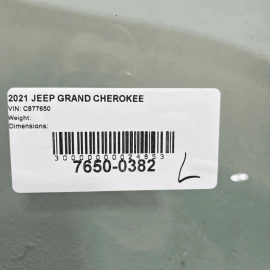 2021 JEEP GRAND CHEROKEE
VIN: C877650
Weight:
Dimensions:
30000000024853
7650-0382
L